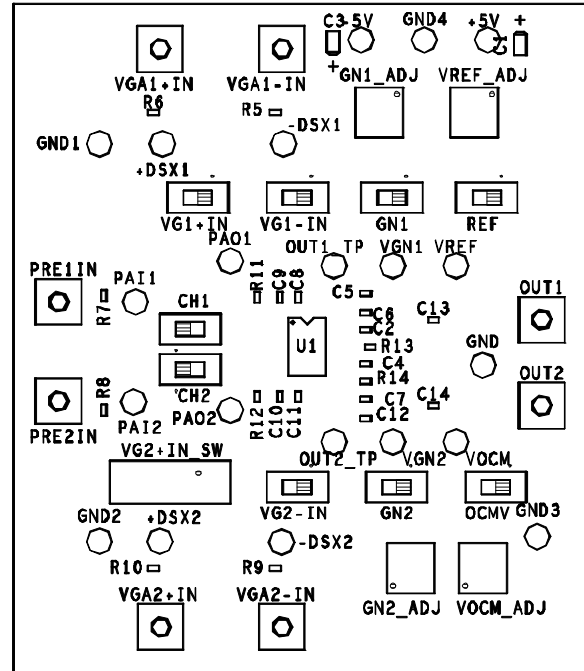 C3 -5V GND4 +5V +
C4
+
VGA1+IN VGA1-IN GN1_ADJ VREF_ADJ
R6 R5
-DSX1
GND1
+DSX1
VG1+IN VG1-IN GN1 REF
PAO1 OUT1_TP VGN1 VREF
PRE1IN PAI1 R11 C9 C8 OUT1
R7 CH1 C5
C6 C13
C2
U1 R13 GND
C4
CH2 R14 OUT2
R8 C7 C14
C12
PRE2IN PAI2 PAO2 R12 C10 C11
VG2+IN_SW OUT2_TP VGN2 VOCM
GND2 +DSX2 VG2-IN GN2 OCMV GND3
-DSX2
R10 R9
VGA2+IN VGA2-IN GN2_ADJ VOCM_ADJ